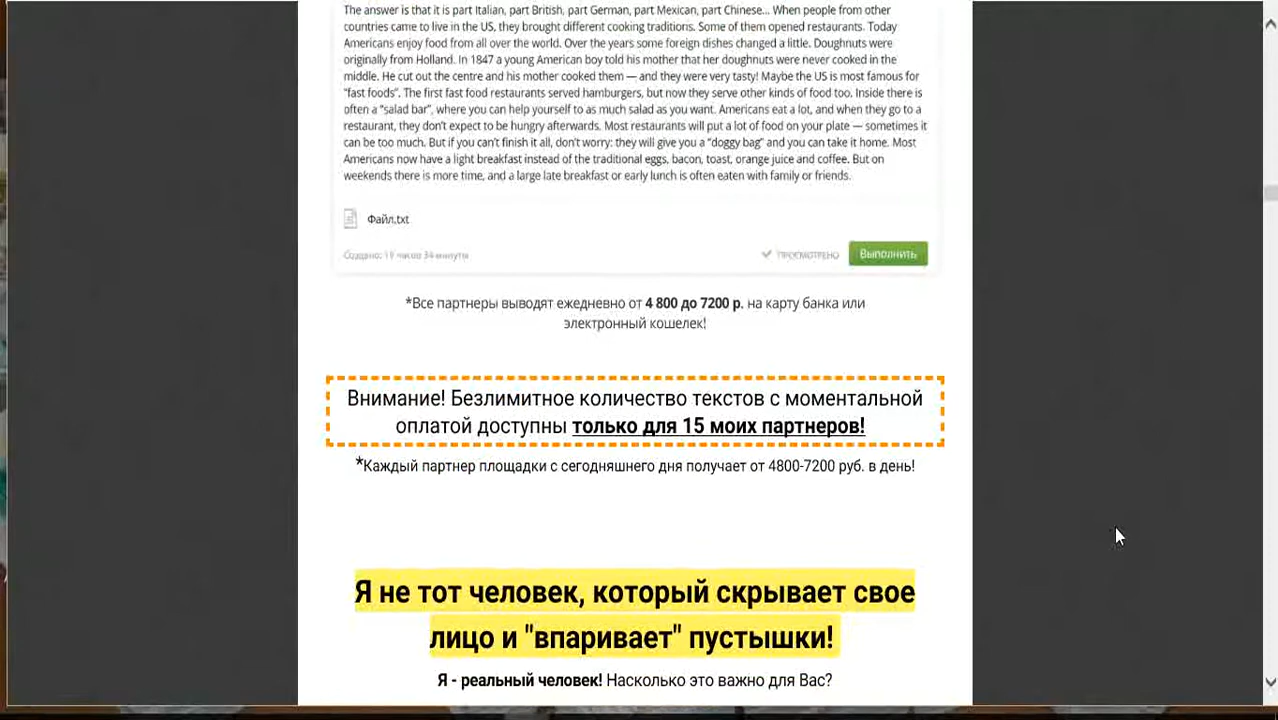 The answer is that it is part Italian, part British, part German, part Mexican, part Chinese... When people from other
countries came to live in the US, they brought different cooking traditions. Some of them opened restaurants. Today
Americans enjoy food from all over the world. Over the years some foreign dishes changed a little. Doughnuts were
originally from Holland. In 1847 a young American boy told his mother that her doughnuts were never cooked in the
middle. He cut out the centre and his mother cooked them — and they were very tasty! Maybe the US is most famous for
"fast foods". The first fast food restaurants served hamburgers, but now they serve other kinds of food too. Inside there is
often a "salad bar", where you can help yourself to as much salad as you want. Americans eat a lot, and when they go to a
restaurant, they don't expect to be hungry afterwards. Most restaurants will put a lot of food on your plate — sometimes it
can be too much. But if you can't finish it all, don't worry: they will give you a "doggy bag" and you can take it home. Most
Americans now have a light breakfast instead of the traditional eggs, bacon, toast, orange juice and coffee. But on
weekends there is more time, and a large late breakfast or early lunch is often eaten with family or friends.
Файл.txt
Создано: 19 часов 34 минуты ПРОСМОТРЕНО Выполнить
*Все партнеры выводят ежедневно от 4 800 до 7200 р. на карту банка или
электронный кошелек!
Внимание! Безлимитное количество текстов с моментальной
оплатой доступны только для 15 моих партнеров!
*Каждый партнер площадки с сегодняшнего дня получает от 4800-7200 руб. в день!
Я не тот человек, который скрывает свое
лицо и "впаривает" пустышки!
Я - реальный человек! Насколько это важно для Вас?